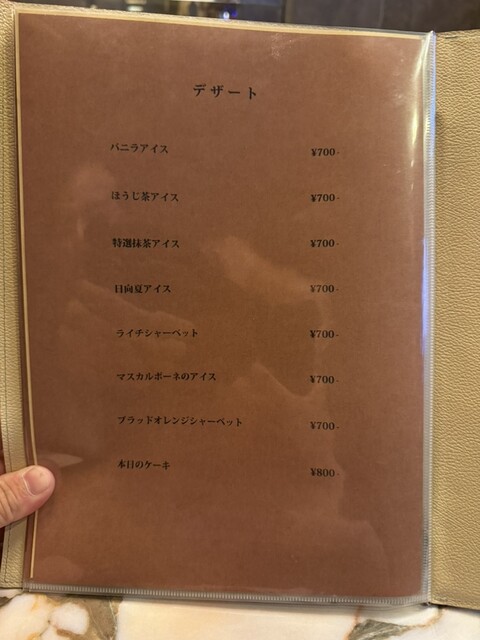 デザート
バニラアイス ¥700-
ほうじ茶アイス ¥700-
特選抹茶アイス ¥700-
日向夏アイス ¥700-
ライチシャーベット ¥700-
マスカルポーネのアイス ¥700-
ブラッドオレンジシャーベット ¥700-
本日のケーキ ¥800-